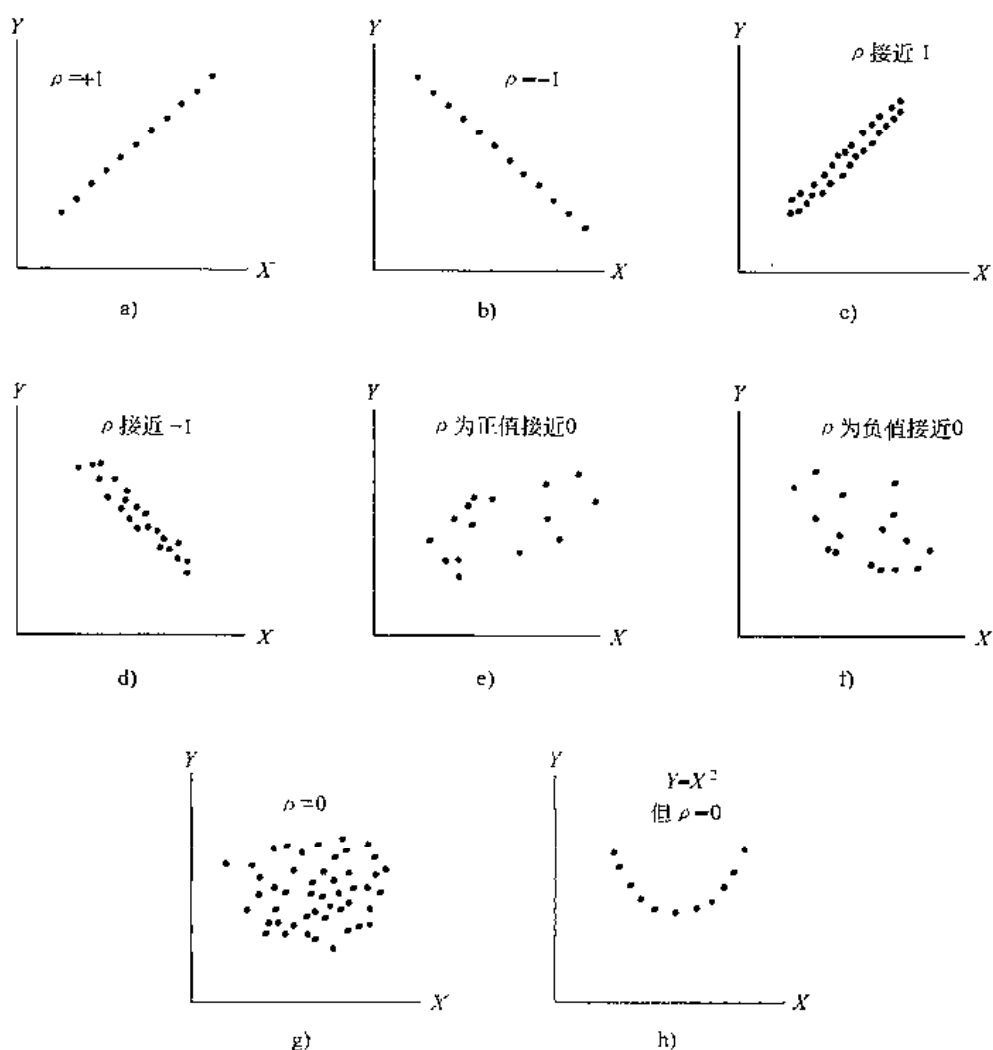 Y
ρ=+1
X
a)
Y
ρ=-1
X
b)
Y
ρ 接近 1
X
c)
Y
ρ 接近 -1
X
d)
Y
ρ 为正值接近0
X
e)
Y
ρ 为负值接近0
X
f)
Y
ρ=0
X
g)
Y
Y=X²
但 ρ=0
X
h)